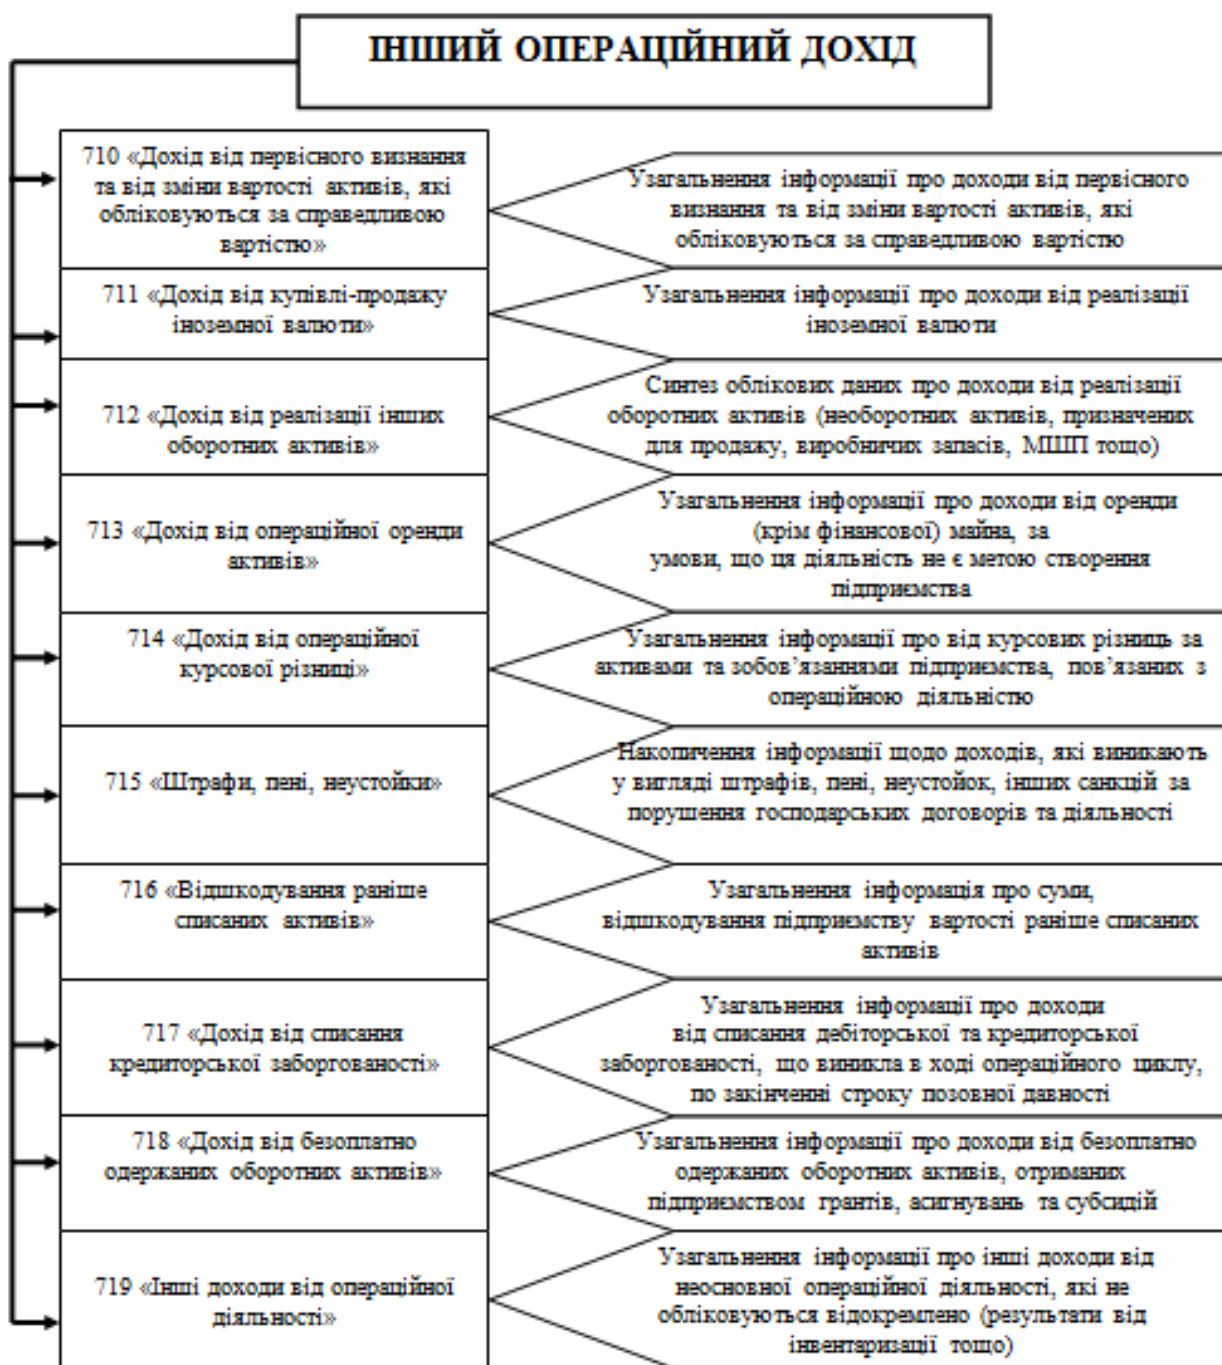 ІНШИЙ ОПЕРАЦІЙНИЙ ДОХІД
710 «Дохід від первісного визнання
та від зміни вартості активів, які
обліковуються за справедливою
вартістю»
Узагальнення інформації про доходи від первісного
визнання та від зміни вартості активів, які
обліковуються за справедливою вартістю
711 «Дохід від купівлі-продажу
іноземної валюти»
Узагальнення інформації про доходи від реалізації
іноземної валюти
712 «Дохід від реалізації інших
оборотних активів»
Синтез облікових даних про доходи від реалізації
оборотних активів (необоротних активів, призначених
для продажу, виробничих запасів, МШП тощо)
713 «Дохід від операційної оренди
активів»
Узагальнення інформації про доходи від оренди
(крім фінансової) майна, за
умови, що ця діяльність не є метою створення
підприємства
714 «Дохід від операційної
курсової різниці»
Узагальнення інформації про від курсових різниць за
активами та зобов’язаннями підприємства, пов’язаних з
операційною діяльністю
715 «Штрафи, пені, неустойки»
Накопичення інформації щодо доходів, які виникають
у вигляді штрафів, пені, неустойок, інших санкцій за
порушення господарських договорів та діяльності
716 «Відшкодування раніше
списаних активів»
Узагальнення інформація про суми,
відшкодування підприємству вартості раніше списаних
активів
717 «Дохід від списання
кредиторської заборгованості»
Узагальнення інформації про доходи
від списання дебіторської та кредиторської
заборгованості, що виникла в ході операційного циклу,
по закінченні строку позовної давності
718 «Дохід від безоплатно
одержаних оборотних активів»
Узагальнення інформації про доходи від безоплатно
одержаних оборотних активів, отриманих
підприємством грантів, асигнувань та субсидій
719 «Інші доходи від операційної
діяльності»
Узагальнення інформації про інші доходи від
неосновної операційної діяльності, які не
обліковуються відокремлено (результати від
інвентаризації тощо)